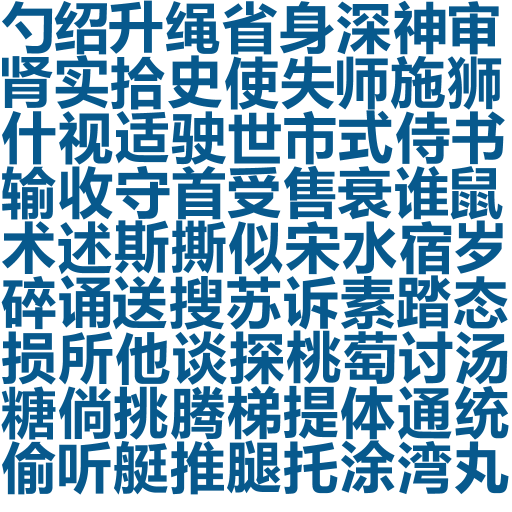 勺绍升绳省身深神审
肾实拾史使失师施狮
什视适驶世市式侍书
输收守首受售衰谁鼠
术述斯撕似宋水宿岁
碎诵送搜苏诉素踏态
损所他谈探桃萄讨汤
糖倘挑腾梯提体通统
偷听艇推腿托涂湾丸